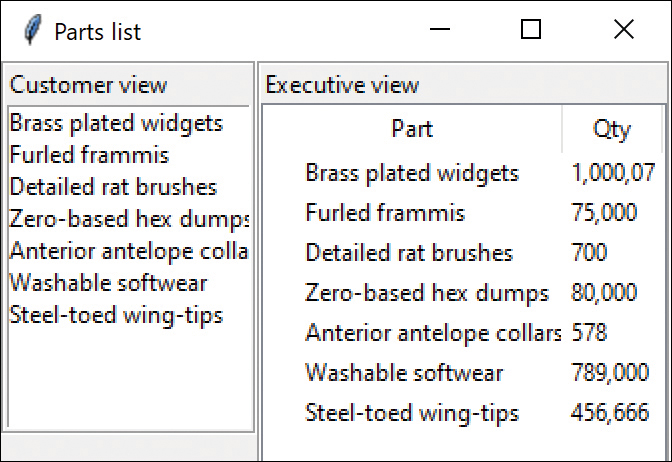 Parts list
Customer view
Brass plated widgets
Furled frammis
Detailed rat brushes
Zero-based hex dumps
Anterior antelope colla
Washable softwear
Steel-toed wing-tips
Executive view
Part Qty
Brass plated widgets 1,000,07
Furled frammis 75,000
Detailed rat brushes 700
Zero-based hex dumps 80,000
Anterior antelope collars 578
Washable softwear 789,000
Steel-toed wing-tips 456,666